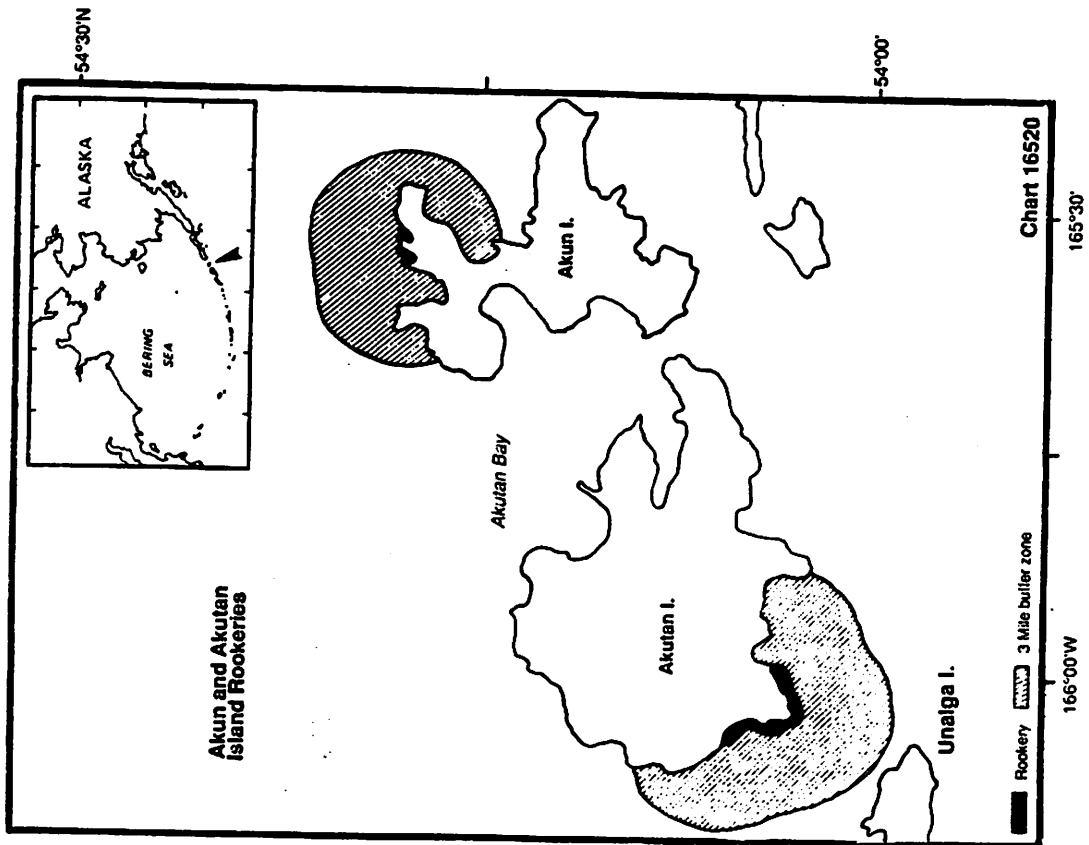 54°30'N
ALASKA
BERING
SEA
Akun and Akutan
Island Rookeries
Akutan Bay
Akun I.
Akutan I.
Unalga I.
54°00'
Rookery
3 Mile buffer zone
Chart 16520
166°00'W
165°30'